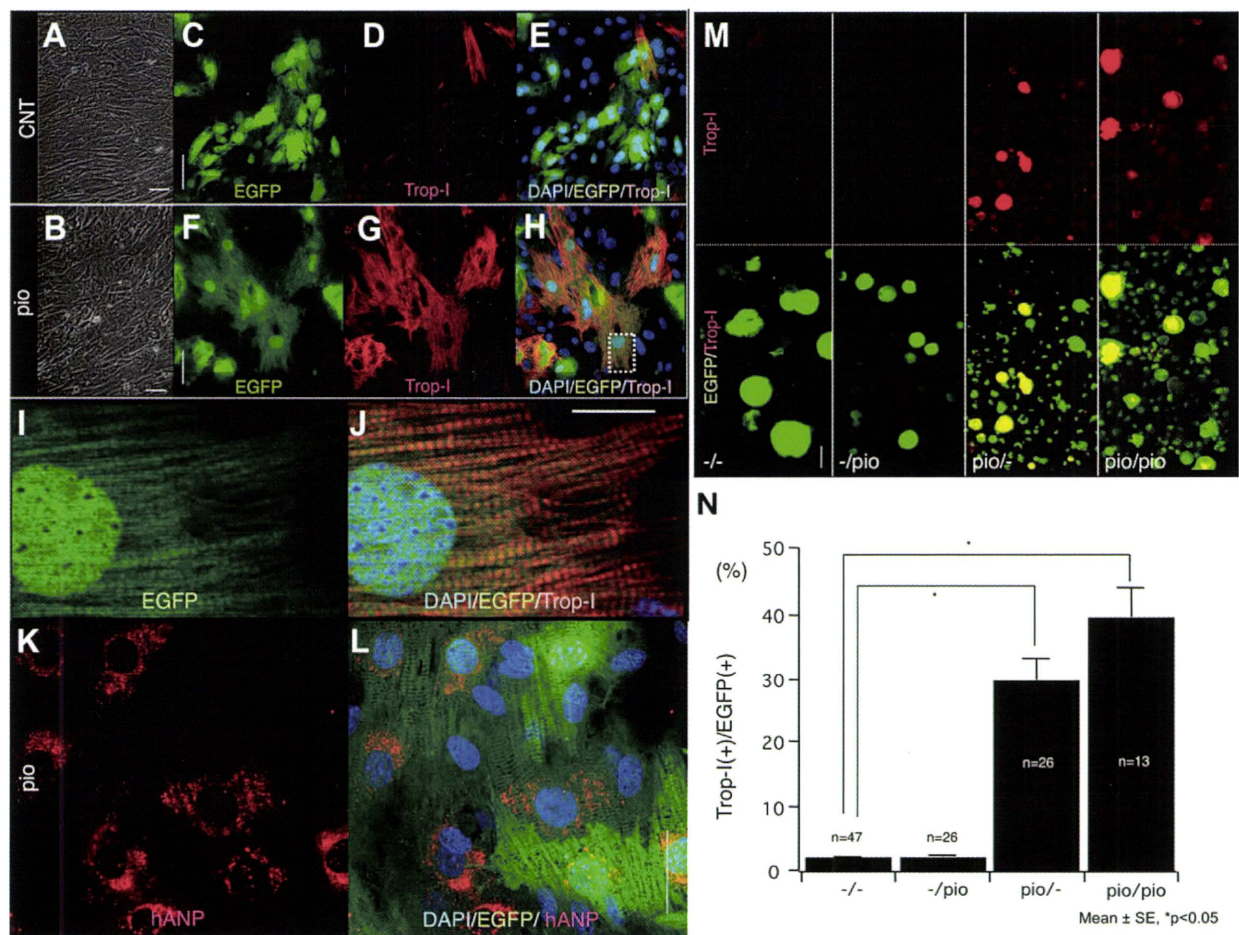 A
C
D
E
CNT
EGFP
Trop-I
DAPI/EGFP/Trop-I
B
F
G
H
pio
EGFP
Trop-I
DAPI/EGFP/Trop-I
I
J
EGFP
DAPI/EGFP/Trop-I
K
L
pio
hANP
DAPI/EGFP/ hANP
M
Trop-I
EGFP/Trop-I
-/-
-/pio
pio/-
pio/pio
N
(%)
Trop-I(+)/EGFP(+)
50
40
30
20
10
0
*
*
n=47
n=26
n=26
n=13
-/-
-/pio
pio/-
pio/pio
Mean ± SE, *p<0.05